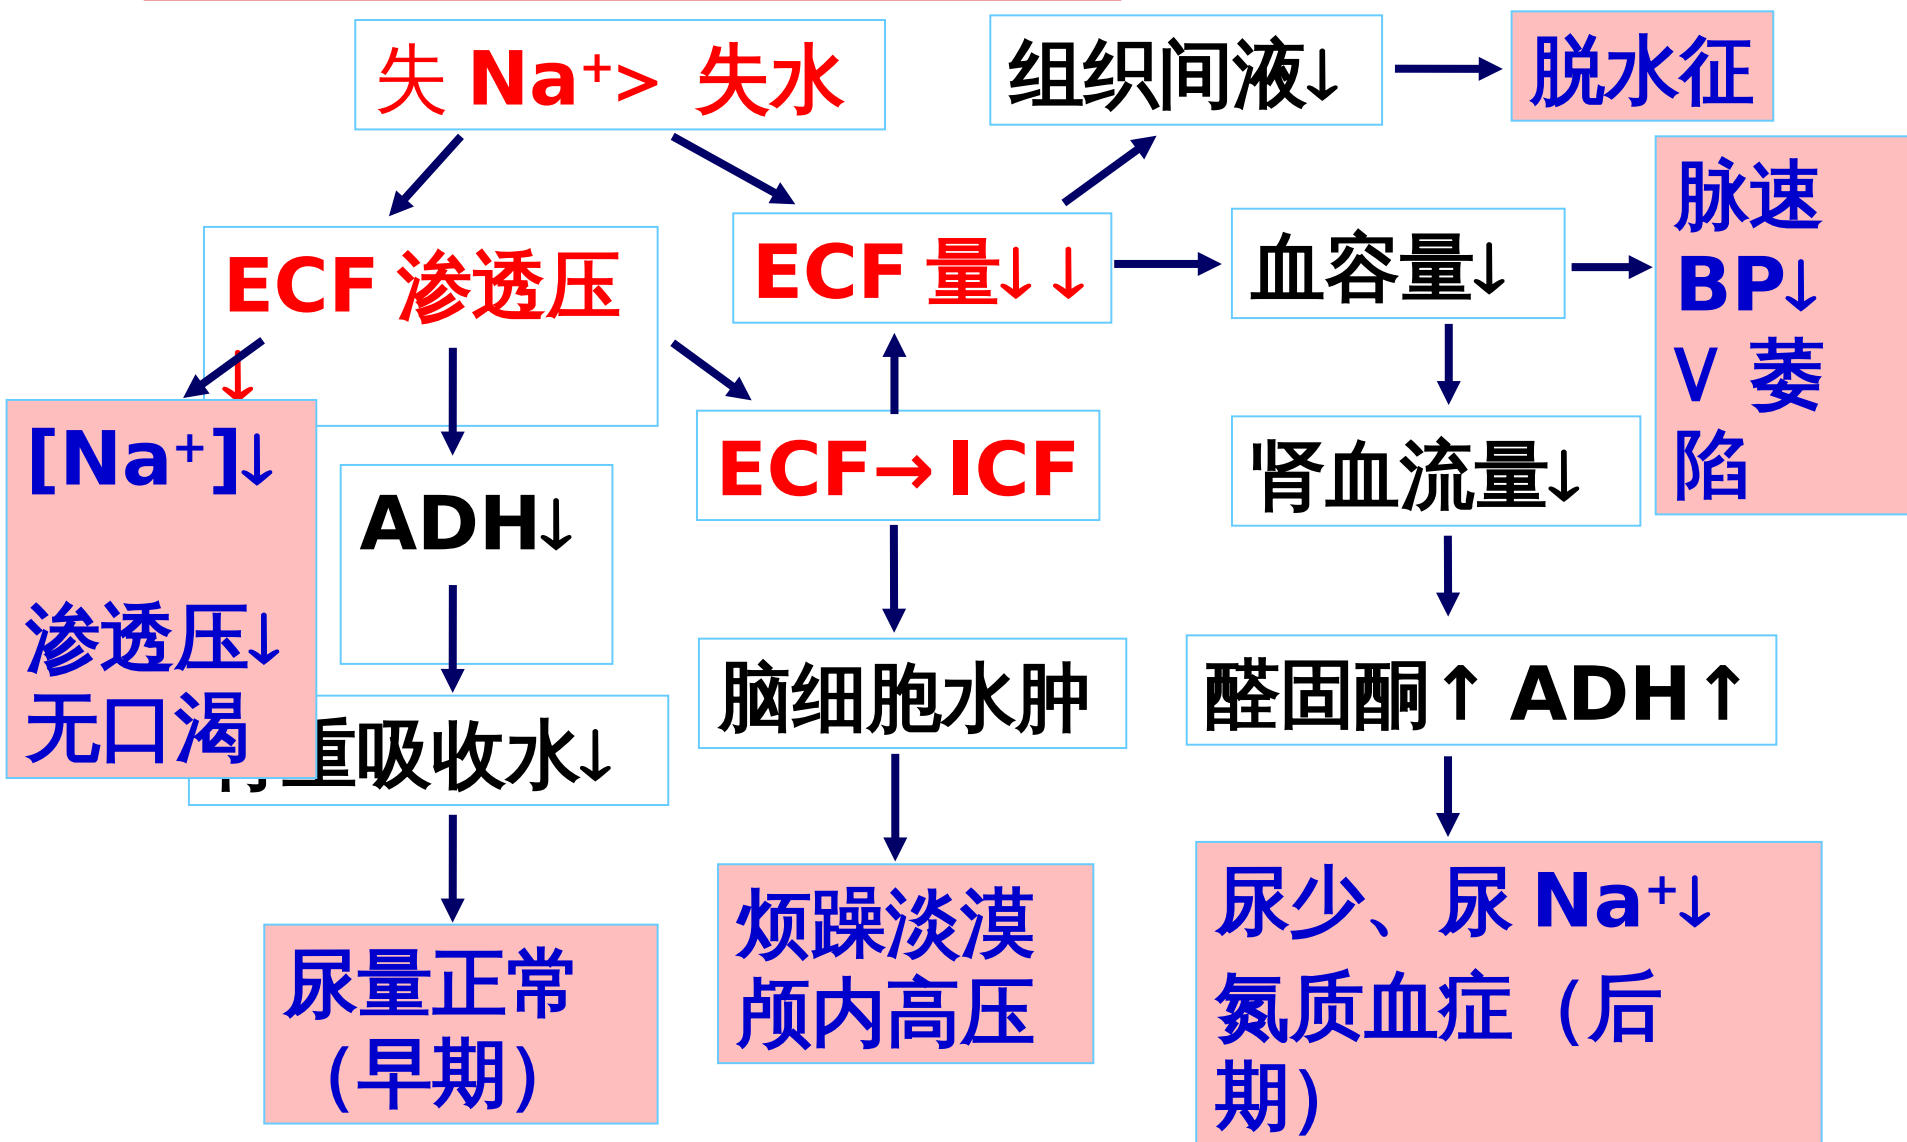 失 Na⁺> 失水
组织间液↓
脱水征
ECF 渗透压
↓
ECF 量↓↓
血容量↓
脉速
BP↓
V 萎
陷
[Na⁺]↓
渗透压↓
无口渴
ADH↓
ECF→ICF
肾血流量↓
重吸收水↓
脑细胞水肿
醛固酮↑ADH↑
尿量正常
（早期）
烦躁淡漠
颅内高压
尿少、尿 Na⁺↓
氮质血症（后
期）